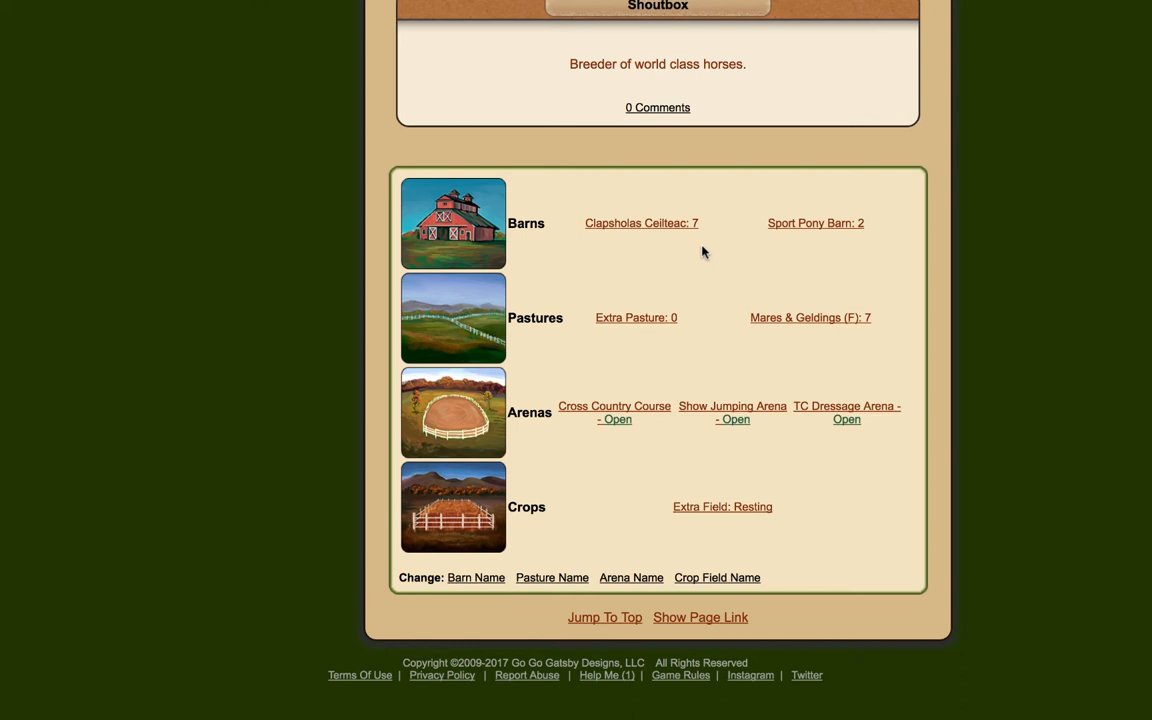 Shoutbox
Breeder of world class horses.
0 Comments
Barns
Clapsholas Ceilteac: 7
Sport Pony Barn: 2
Pastures
Extra Pasture: 0
Mares & Geldings (F): 7
Arenas
Cross Country Course
- Open
Show Jumping Arena
- Open
TC Dressage Arena -
Open
Crops
Extra Field: Resting
Change: Barn Name Pasture Name Arena Name Crop Field Name
Jump To Top Show Page Link
Copyright ©2009-2017 Go Go Gatsby Designs, LLC All Rights Reserved
Terms Of Use | Privacy Policy | Report Abuse | Help Me (1) | Game Rules | Instagram | Twitter